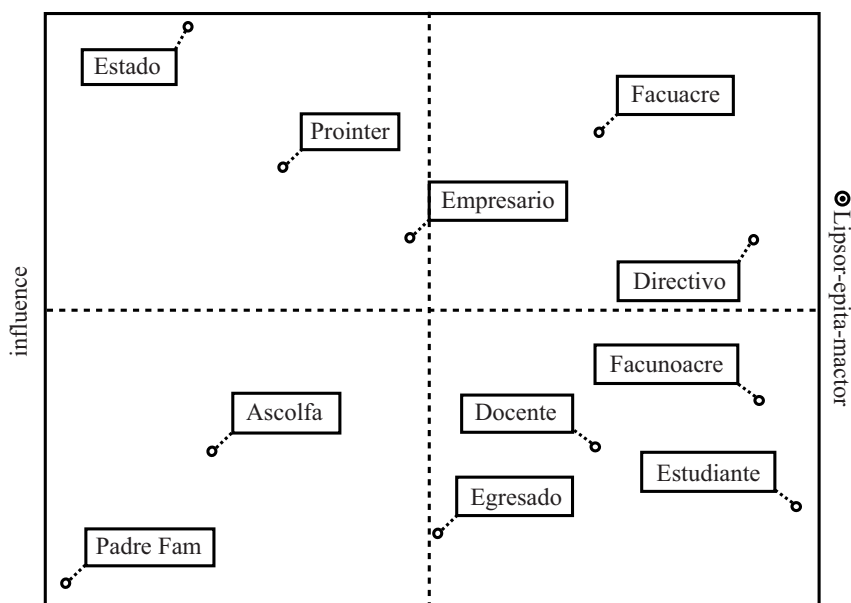 Estado
Facuacre
Prointer
Empresario
Directivo
influence
Lipsor-epita-mactor
Facunoacre
Ascolfa
Docente
Estudiante
Egresado
Padre Fam